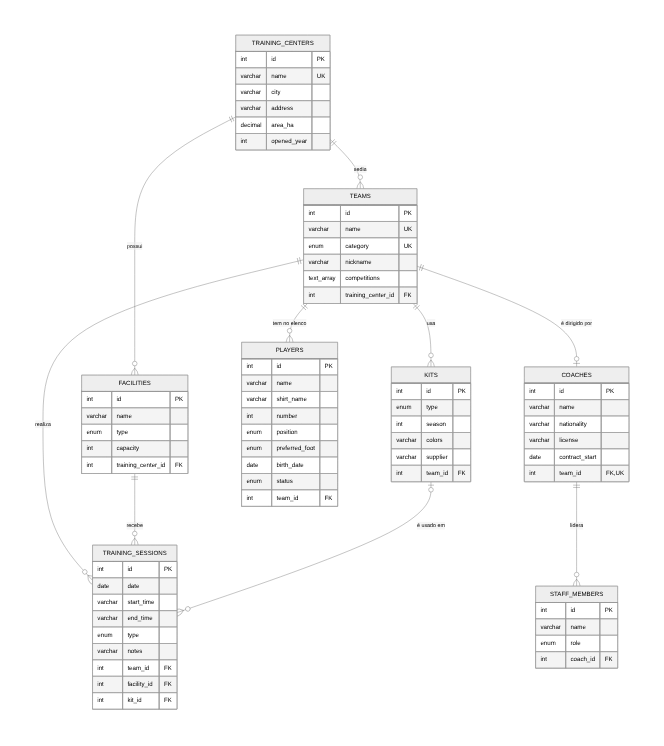 TRAINING_CENTERS
int id PK
varchar name UK
varchar city
varchar address
decimal area_ha
int opened_year
sedia
TEAMS
int id PK
varchar name UK
enum category UK
varchar nickname
text_array competitions
int training_center_id FK
possui
tem no elenco
usa
é dirigido por
PLAYERS
int id PK
varchar name
varchar shirt_name
int number
enum position
enum preferred_foot
date birth_date
enum status
int team_id FK
FACILITIES
int id PK
varchar name
enum type
int capacity
int training_center_id FK
KITS
int id PK
enum type
int season
varchar colors
varchar supplier
int team_id FK
COACHES
int id PK
varchar name
varchar nationality
varchar license
date contract_start
int team_id FK,UK
realiza
recebe
é usado em
lidera
TRAINING_SESSIONS
int id PK
date date
varchar start_time
varchar end_time
enum type
varchar notes
int team_id FK
int facility_id FK
int kit_id FK
STAFF_MEMBERS
int id PK
varchar name
enum role
int coach_id FK